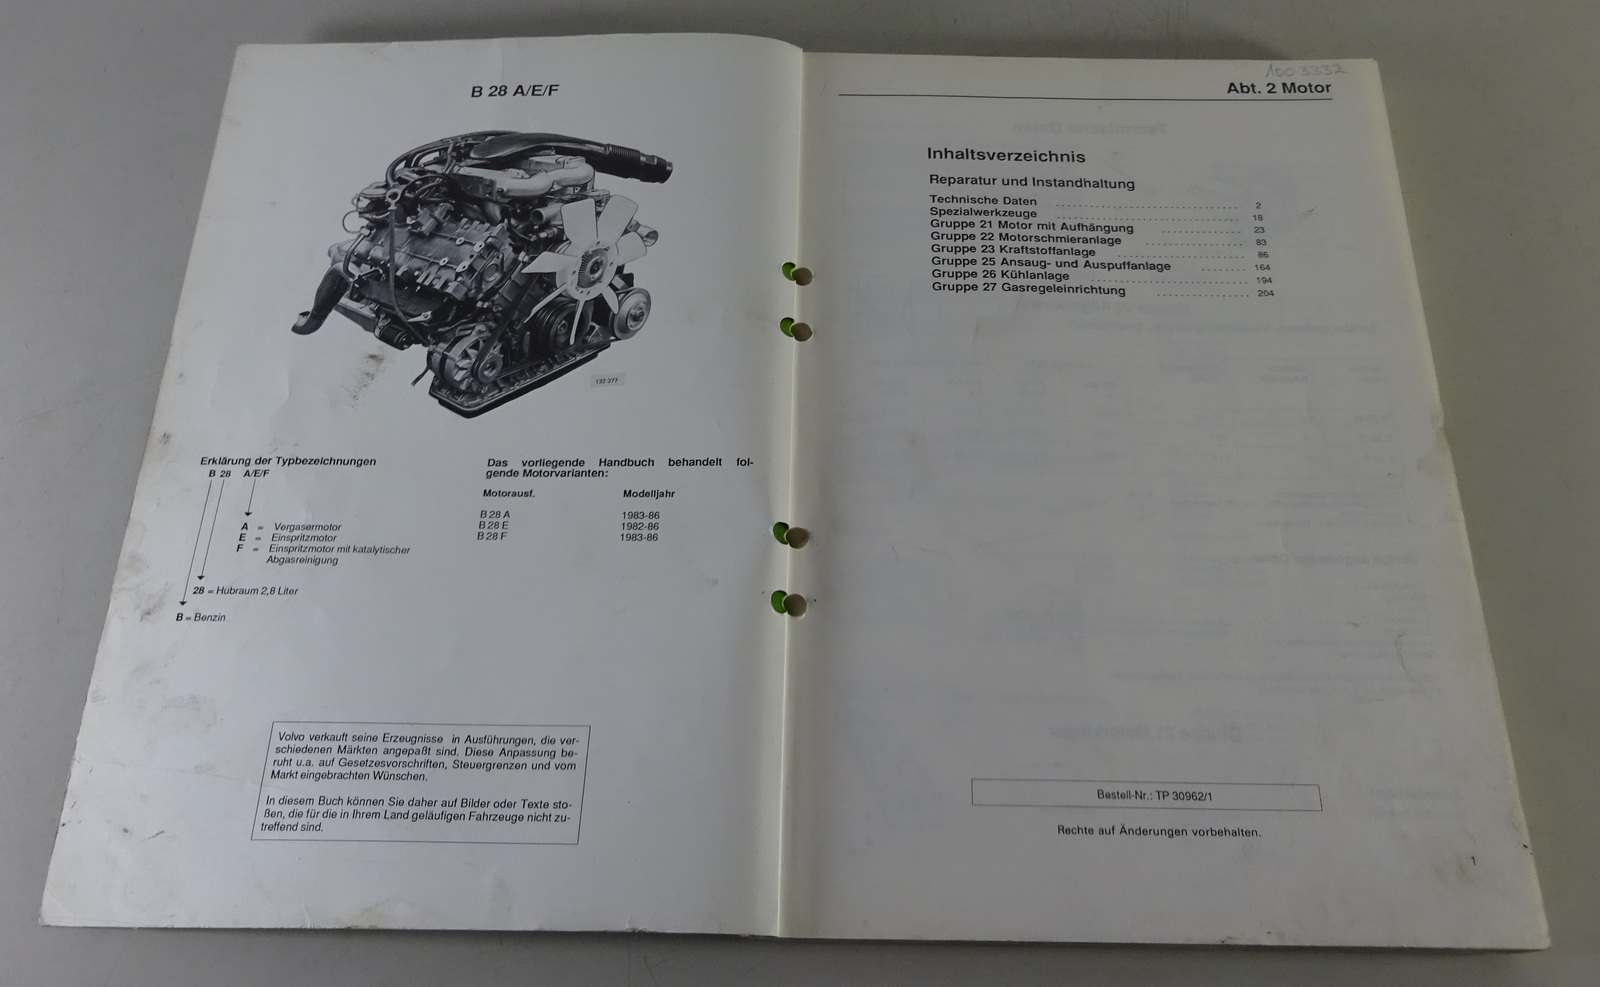 B 28 A/E/F
132 377
Erklärung der Typbezeichnungen
B 28 A/E/F
A = Vergasermotor
E = Einspritzmotor
F = Einspritzmotor mit katalytischer
Abgasreinigung
28 = Hubraum 2,8 Liter
B = Benzin
Das vorliegende Handbuch behandelt fol-
gende Motorvarianten:
Motorausf. Modelljahr
B 28 A 1983-86
B 28 E 1982-86
B 28 F 1983-86
Volvo verkauft seine Erzeugnisse in Ausführungen, die ver-
schiedenen Märkten angepaßt sind. Diese Anpassung be-
ruht u.a. auf Gesetzesvorschriften, Steuergrenzen und vom
Markt eingebrachten Wünschen.
In diesem Buch können Sie daher auf Bilder oder Texte sto-
ßen, die für die in Ihrem Land geläufigen Fahrzeuge nicht zu-
treffend sind.
1003332
Abt. 2 Motor
Inhaltsverzeichnis
Reparatur und Instandhaltung
Technische Daten 2
Spezialwerkzeuge 18
Gruppe 21 Motor mit Aufhängung 23
Gruppe 22 Motorschmieranlage 83
Gruppe 23 Kraftstoffanlage 86
Gruppe 25 Ansaug- und Auspuffanlage 164
Gruppe 26 Kühlanlage 194
Gruppe 27 Gasregeleinrichtung 204
Bestell-Nr.: TP 30962/1
Rechte auf Änderungen vorbehalten.
1